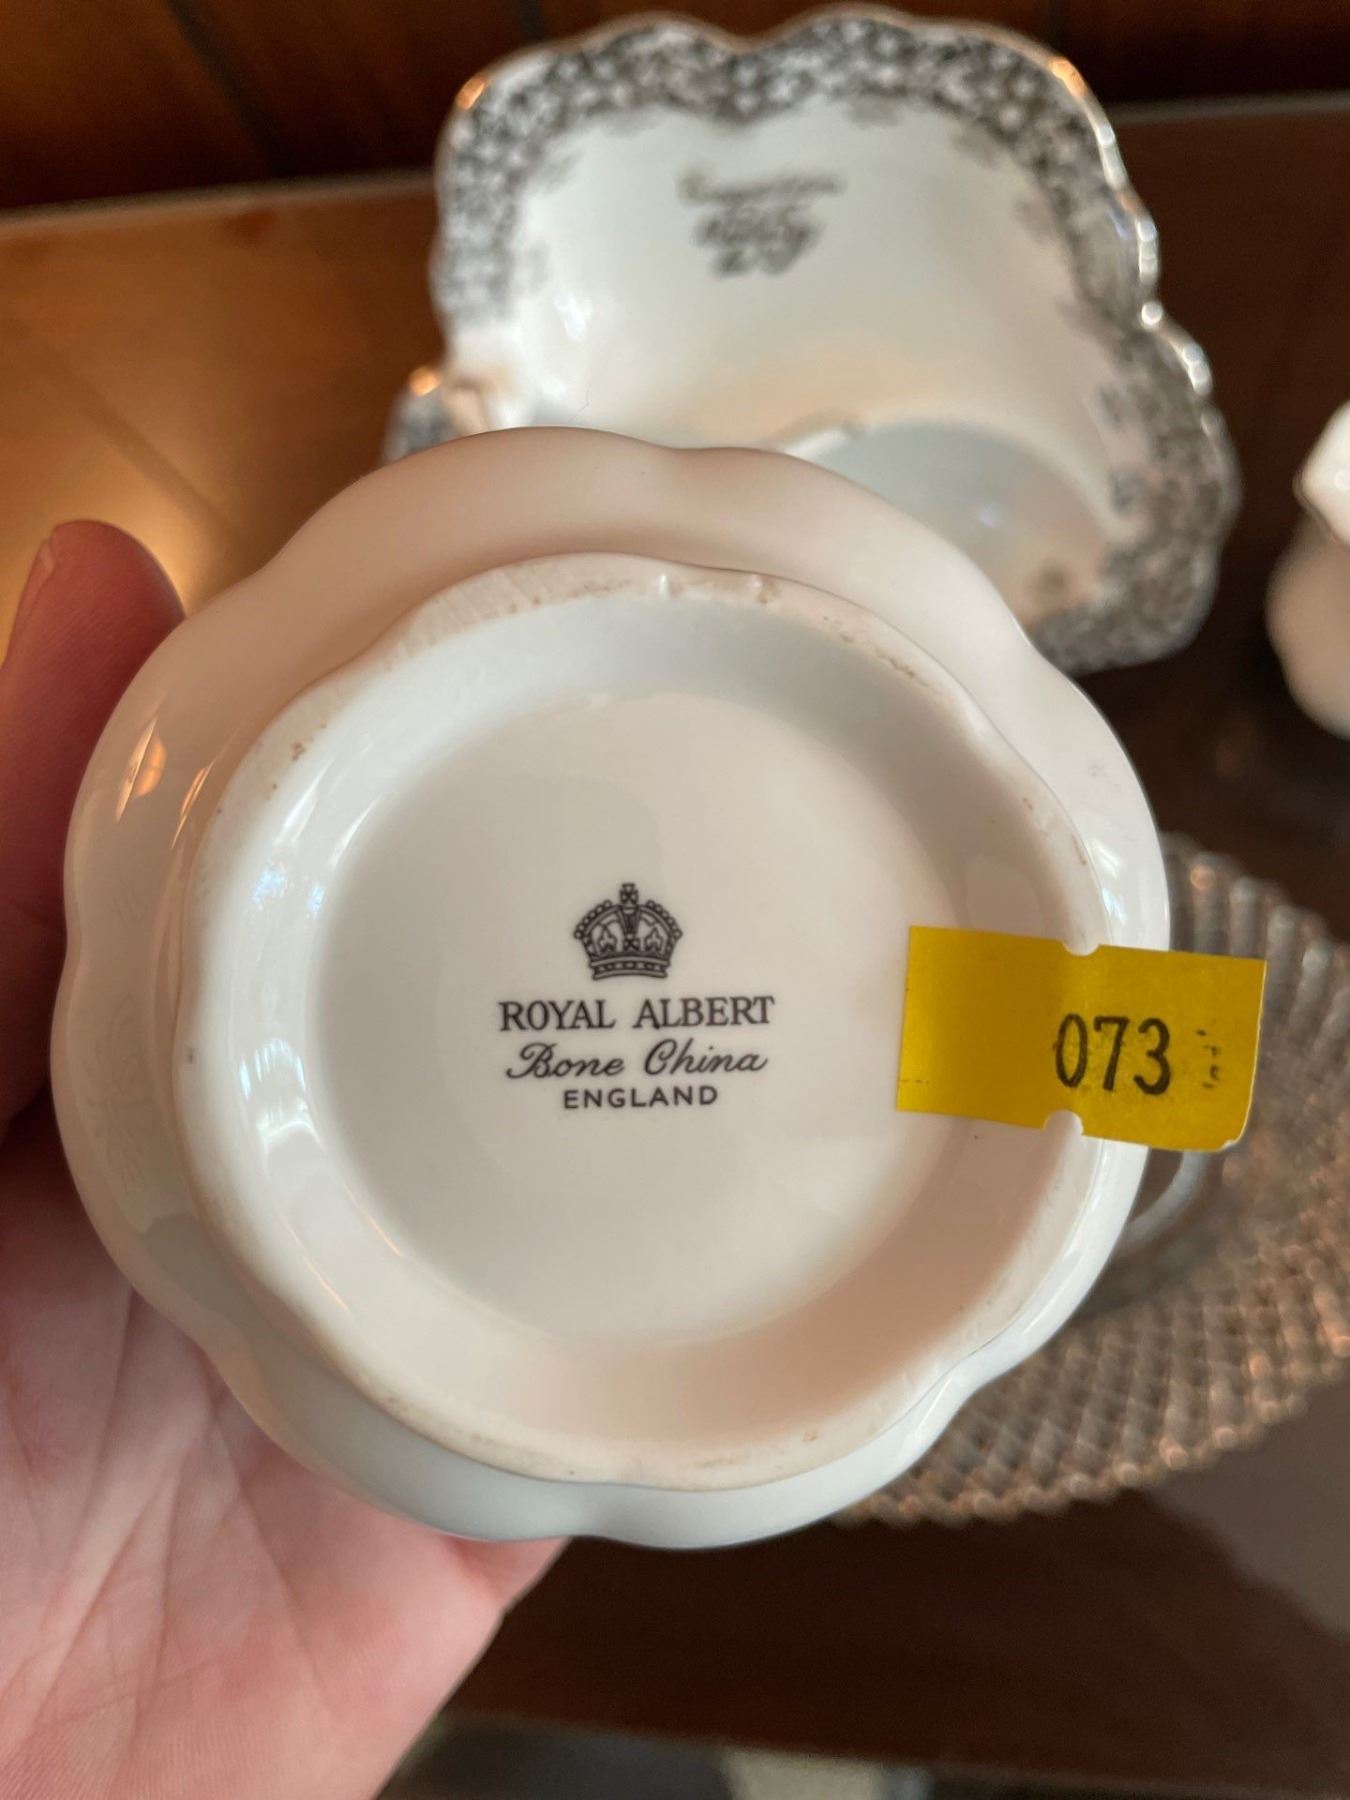 ROYAL ALBERT
Bone China
ENGLAND
073